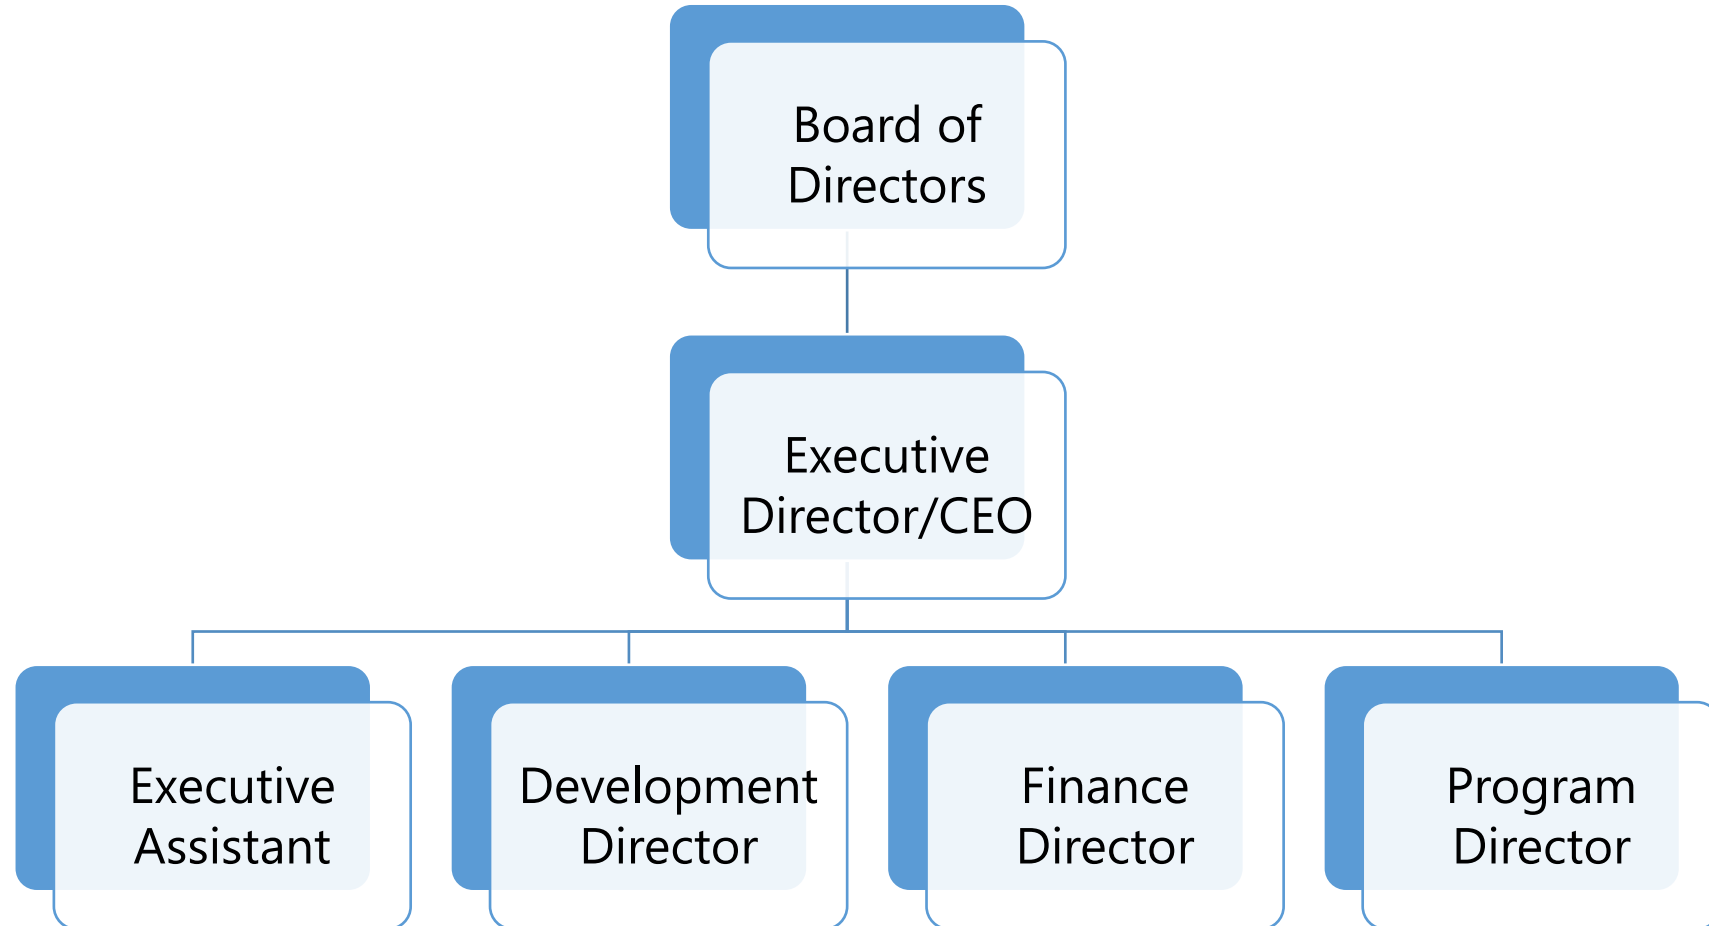 Board of
Directors
Executive
Director/CEO
Executive
Assistant
Development
Director
Finance
Director
Program
Director